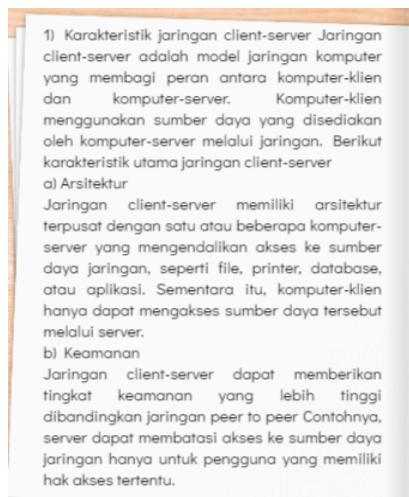 1) Karakteristik jaringan client-server Jaringan
client-server adalah model jaringan komputer
yang membagi peran antara komputer-klien
dan komputer-server. Komputer-klien
menggunakan sumber daya yang disediakan
oleh komputer-server melalui jaringan. Berikut
karakteristik utama jaringan client-server
a) Arsitektur
Jaringan client-server memiliki arsitektur
terpusat dengan satu atau beberapa komputer-
server yang mengendalikan akses ke sumber
daya jaringan, seperti file, printer, database,
atau aplikasi. Sementara itu, komputer-klien
hanya dapat mengakses sumber daya tersebut
melalui server.
b) Keamanan
Jaringan client-server dapat memberikan
tingkat keamanan yang lebih tinggi
dibandingkan jaringan peer to peer Contohnya,
server dapat membatasi akses ke sumber daya
jaringan hanya untuk pengguna yang memiliki
hak akses tertentu.